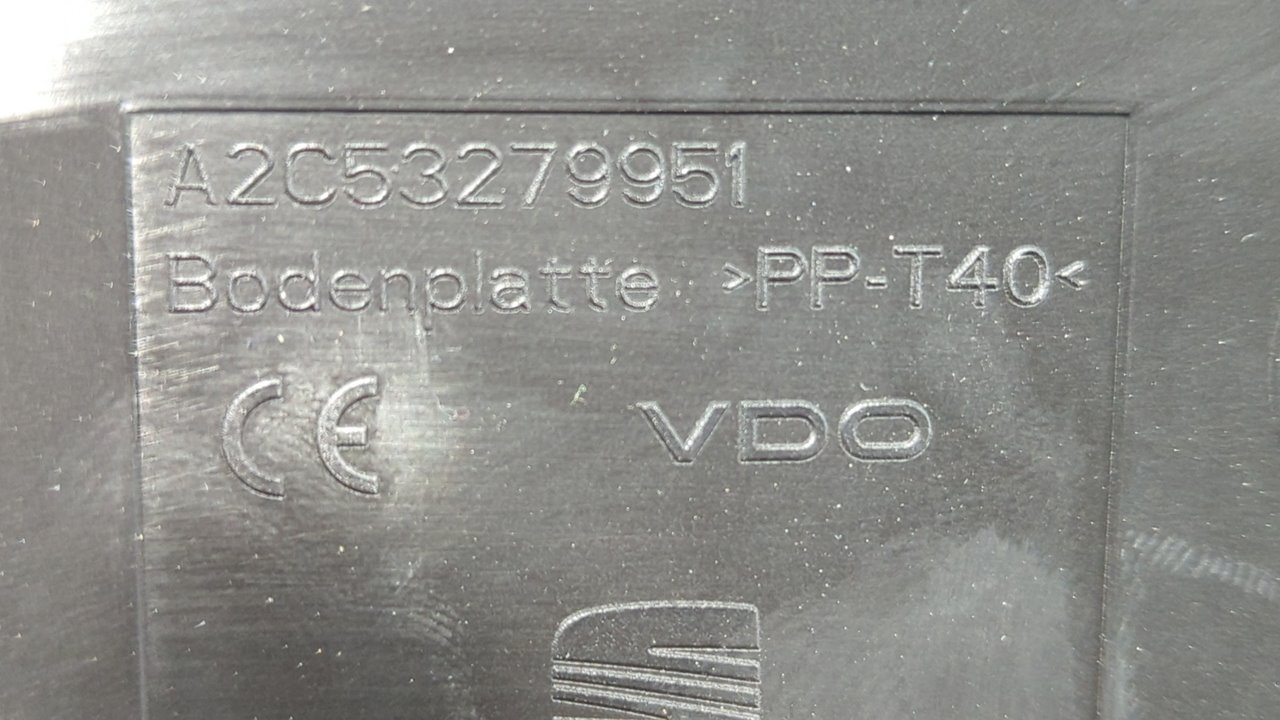 A2C53279951
Bodenplatte >PP-T40<
CE VDO